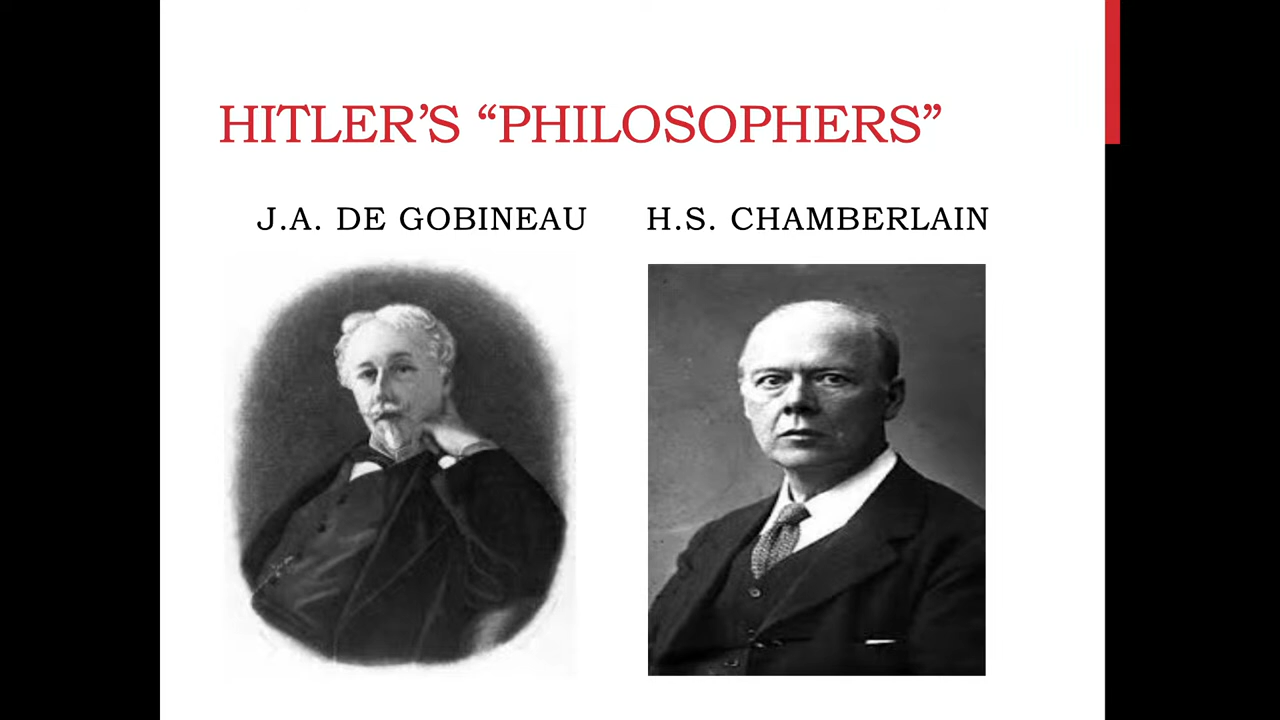 HITLER’S “PHILOSOPHERS”
J.A. DE GOBINEAU
H.S. CHAMBERLAIN